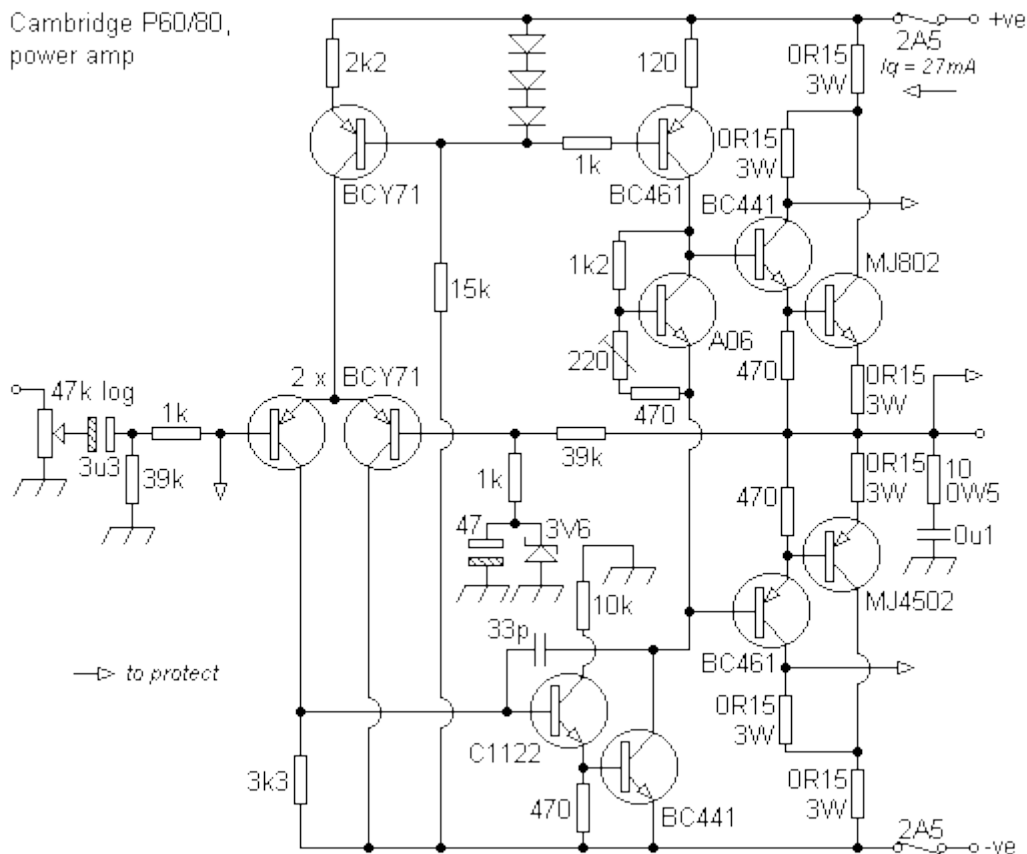 Cambridge P60/80,
power amp
+ve
2A5
Iq = 27mA
0R15
3W
2k2
120
0R15
3W
1k
BCY71
BC461
BC441
MJ802
1k2
15k
A06
220
470
470
0R15
3W
47k log
2 x BCY71
1k
3u3
39k
39k
1k
47
3V6
470
0R15
3W
10
0W5
0u1
10k
MJ4502
33p
BC461
to protect
0R15
3W
C1122
3k3
470
BC441
0R15
3W
2A5
-ve